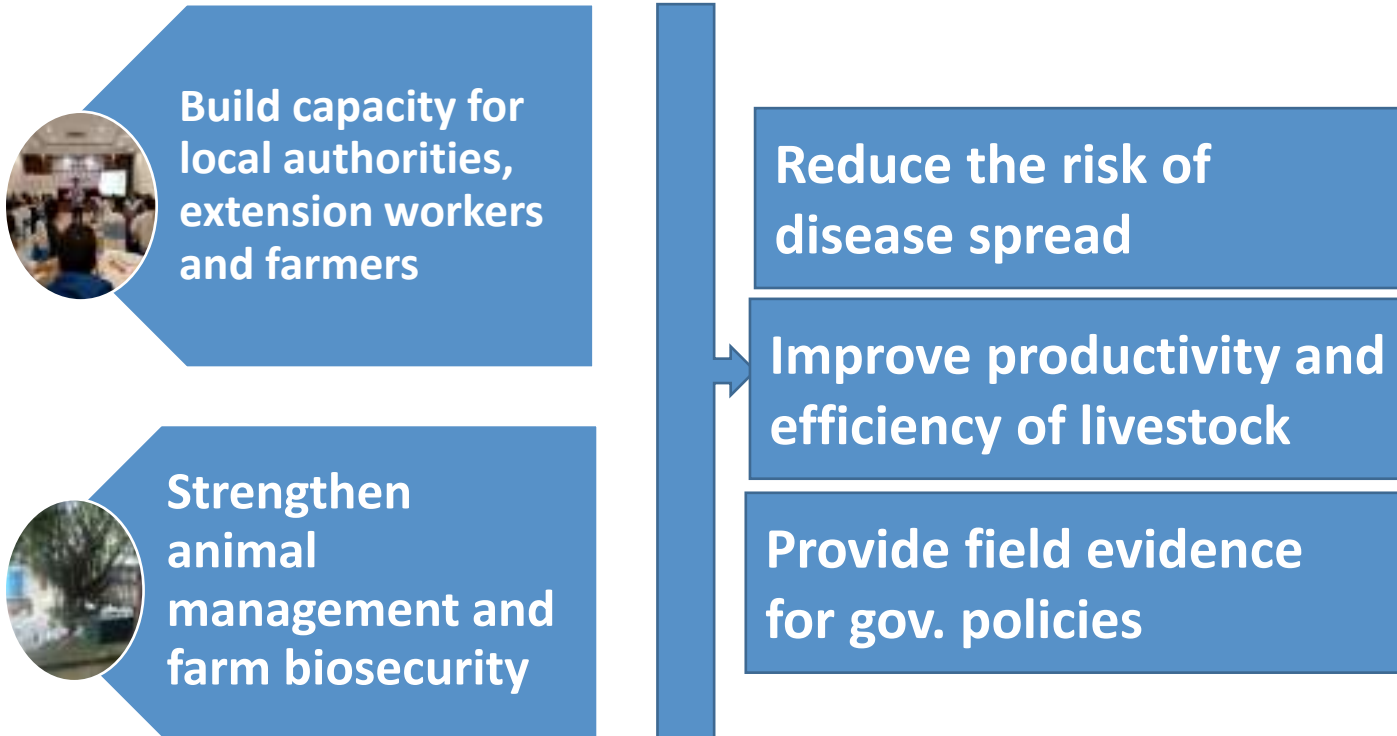 Build capacity for
local authorities,
extension workers
and farmers
Strengthen
animal
management and
farm biosecurity
Reduce the risk of
disease spread
Improve productivity and
efficiency of livestock
Provide field evidence
for gov. policies